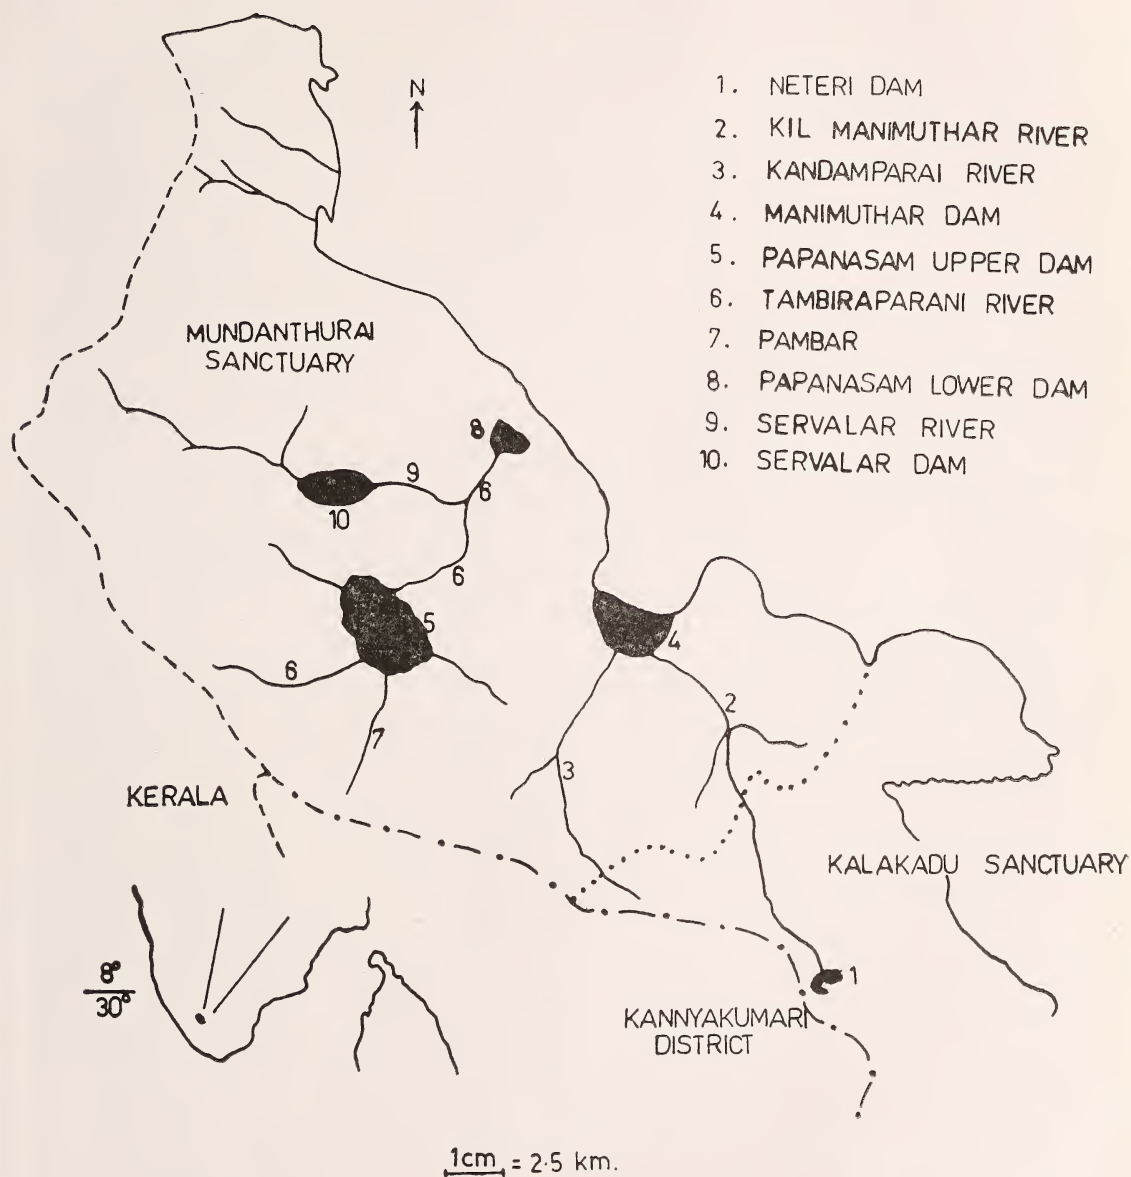 N
1. NETERI DAM
2. KIL MANIMUTHAR RIVER
3. KANDAMPARAI RIVER
4. MANIMUTHAR DAM
5. PAPANASAM UPPER DAM
6. TAMBIRAPARANI RIVER
7. PAMBAR
8. PAPANASAM LOWER DAM
9. SERVALAR RIVER
10. SERVALAR DAM
MUNDANTHURAI
SANCTUARY
8
9
6
10
6
5
4
6
2
7
3
KERALA
KALAKADU SANCTUARY
8°
30°
1
KANNYAKUMARI
DISTRICT
1cm = 2·5 km.